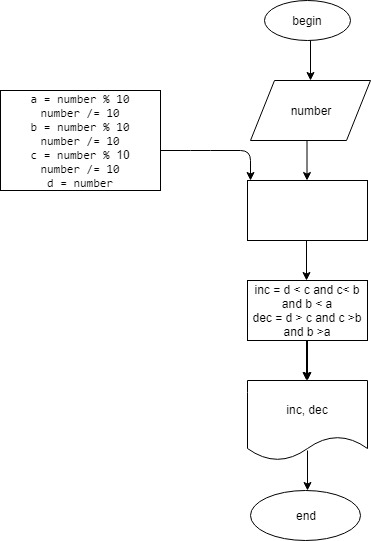 begin
number
a = number % 10
number /= 10
b = number % 10
number /= 10
c = number % 10
number /= 10
d = number
inc = d < c and c< b
and b < a
dec = d > c and c >b
and b >a
inc, dec
end